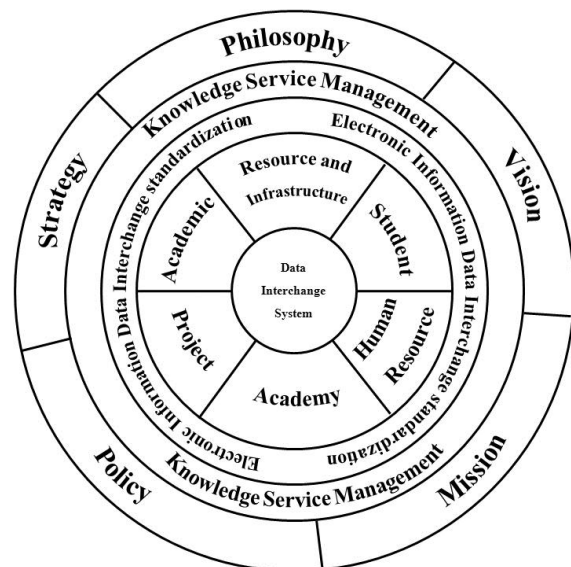 Philosophy
Vision
Mission
Policy
Strategy
Knowledge Service Management
Knowledge Service Management
Electronic Information Data Interchange standardization
Electronic Information Data Interchange standardization
Resource and
Infrastructure
Student
Human
Resource
Academy
Project
Academic
Data
Interchange
System